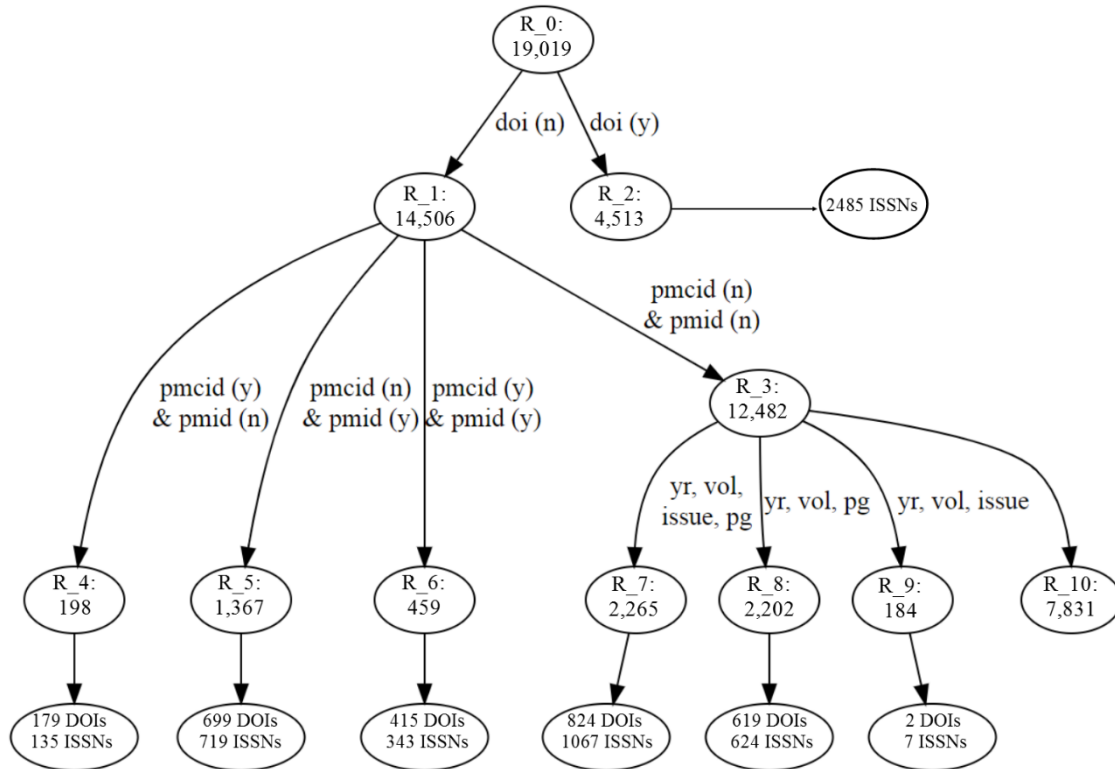 R_0:
19,019
doi (n)
doi (y)
R_1:
14,506
R_2:
4,513
2485 ISSNs
pmcid (n)
& pmid (n)
pmcid (y)
& pmid (n)
pmcid (n)
& pmid (y)
pmcid (y)
& pmid (y)
R_3:
12,482
yr, vol,
issue, pg
yr, vol, pg
yr, vol, issue
R_4:
198
R_5:
1,367
R_6:
459
R_7:
2,265
R_8:
2,202
R_9:
184
R_10:
7,831
179 DOIs
135 ISSNs
699 DOIs
719 ISSNs
415 DOIs
343 ISSNs
824 DOIs
1067 ISSNs
619 DOIs
624 ISSNs
2 DOIs
7 ISSNs